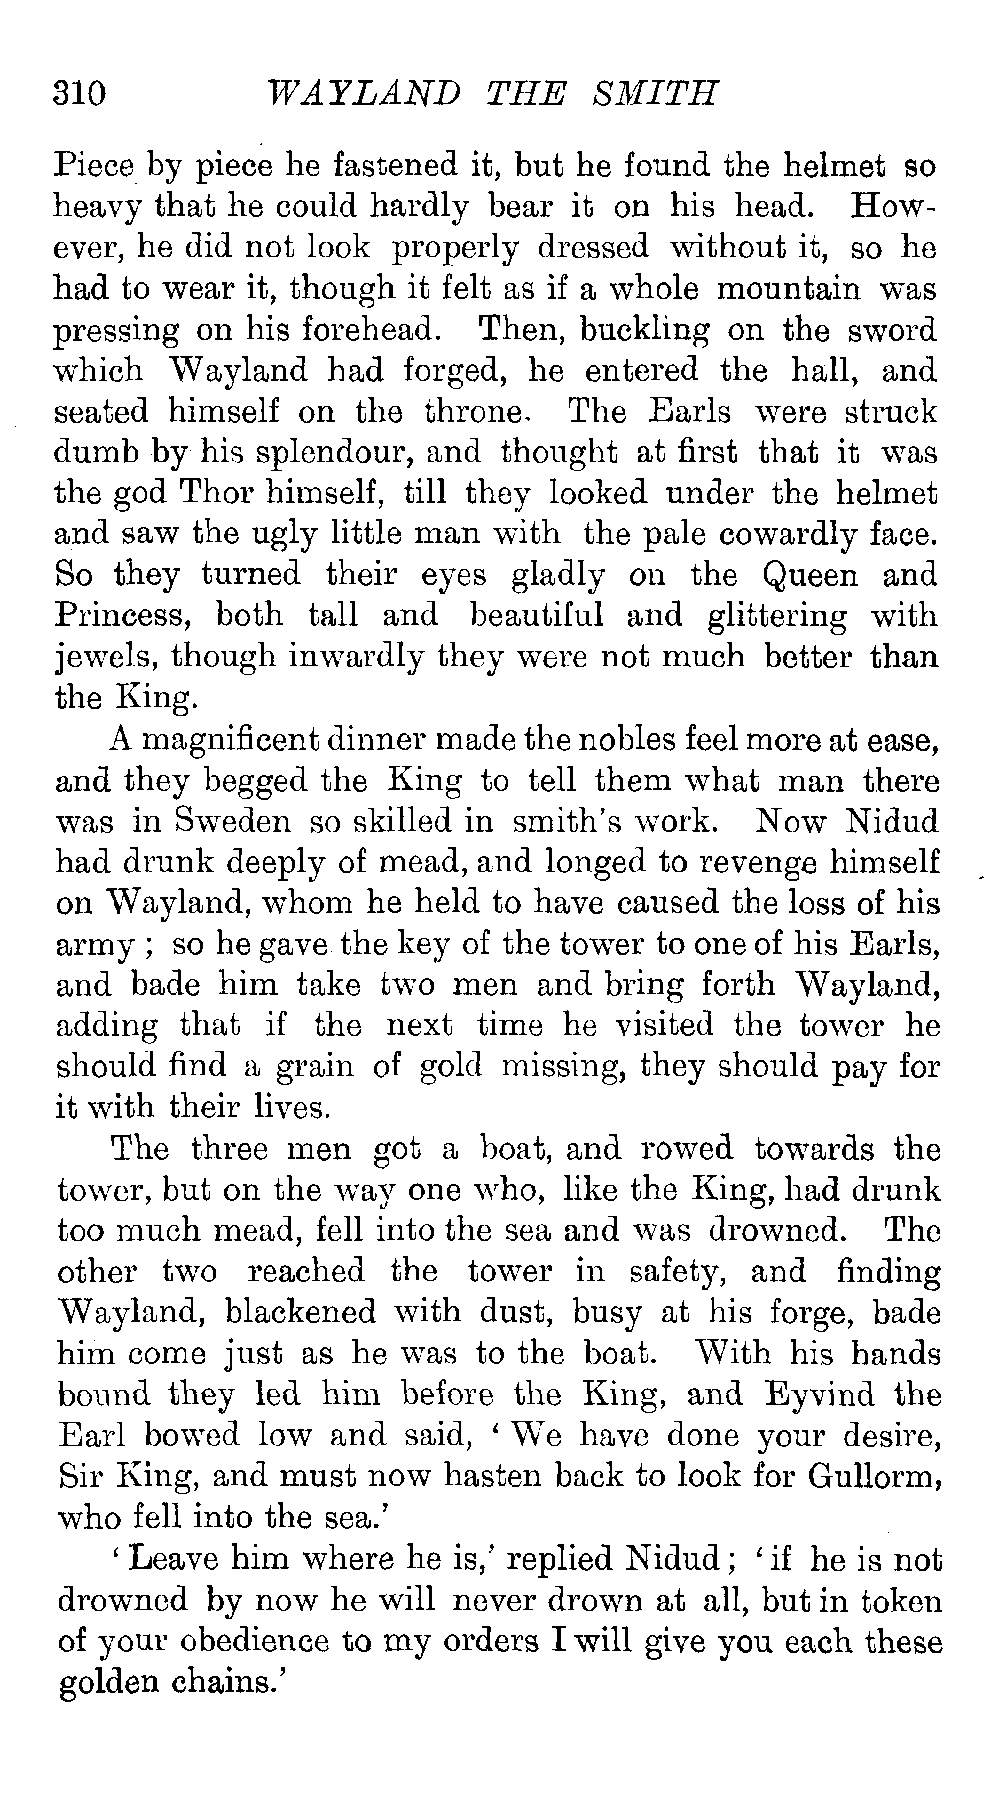 310 WAYLAND THE SMITH
Piece by piece he fastened it, but he found the helmet so
heavy that he could hardly bear it on his head. How-
ever, he did not look properly dressed without it, so he
had to wear it, though it felt as if a whole mountain was
pressing on his forehead. Then, buckling on the sword
which Wayland had forged, he entered the hall, and
seated himself on the throne. The Earls were struck
dumb by his splendour, and thought at first that it was
the god Thor himself, till they looked under the helmet
and saw the ugly little man with the pale cowardly face.
So they turned their eyes gladly on the Queen and
Princess, both tall and beautiful and glittering with
jewels, though inwardly they were not much better than
the King.
A magnificent dinner made the nobles feel more at ease,
and they begged the King to tell them what man there
was in Sweden so skilled in smith's work. Now Nidud
had drunk deeply of mead, and longed to revenge himself
on Wayland, whom he held to have caused the loss of his
army ; so he gave the key of the tower to one of his Earls,
and bade him take two men and bring forth Wayland,
adding that if the next time he visited the tower he
should find a grain of gold missing, they should pay for
it with their lives.
The three men got a boat, and rowed towards the
tower, but on the way one who, like the King, had drunk
too much mead, fell into the sea and was drowned. The
other two reached the tower in safety, and finding
Wayland, blackened with dust, busy at his forge, bade
him come just as he was to the boat. With his hands
bound they led him before the King, and Eyvind the
Earl bowed low and said, ‘ We have done your desire,
Sir King, and must now hasten back to look for Gullorm,
who fell into the sea.’
‘ Leave him where he is,’ replied Nidud ; ‘ if he is not
drowned by now he will never drown at all, but in token
of your obedience to my orders I will give you each these
golden chains.’